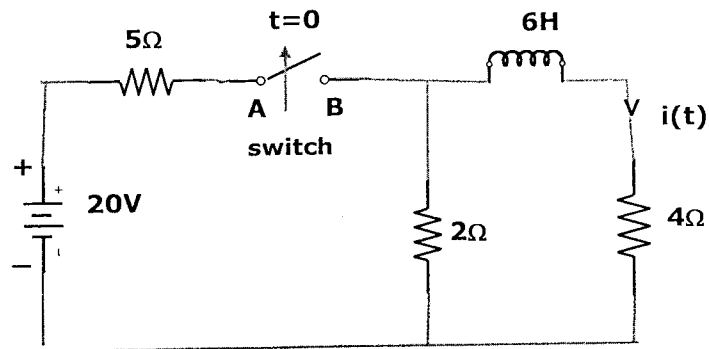 t=0
6H
5Ω
A
B
i(t)
switch
+
+
20V
2Ω
4Ω
−